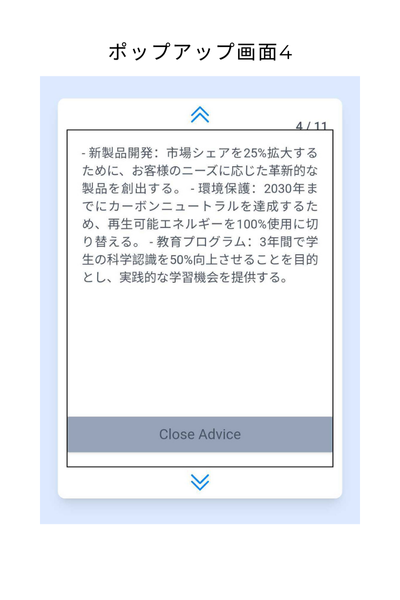 ポップアップ画面4
4 / 11
- 新製品開発：市場シェアを25%拡大する
ために、お客様のニーズに応じた革新的な
製品を創出する。 - 環境保護：2030年ま
でにカーボンニュートラルを達成するた
め、再生可能エネルギーを100%使用に切
り替える。 - 教育プログラム：3年間で学
生の科学認識を50%向上させることを目的
とし、実践的な学習機会を提供する。
Close Advice